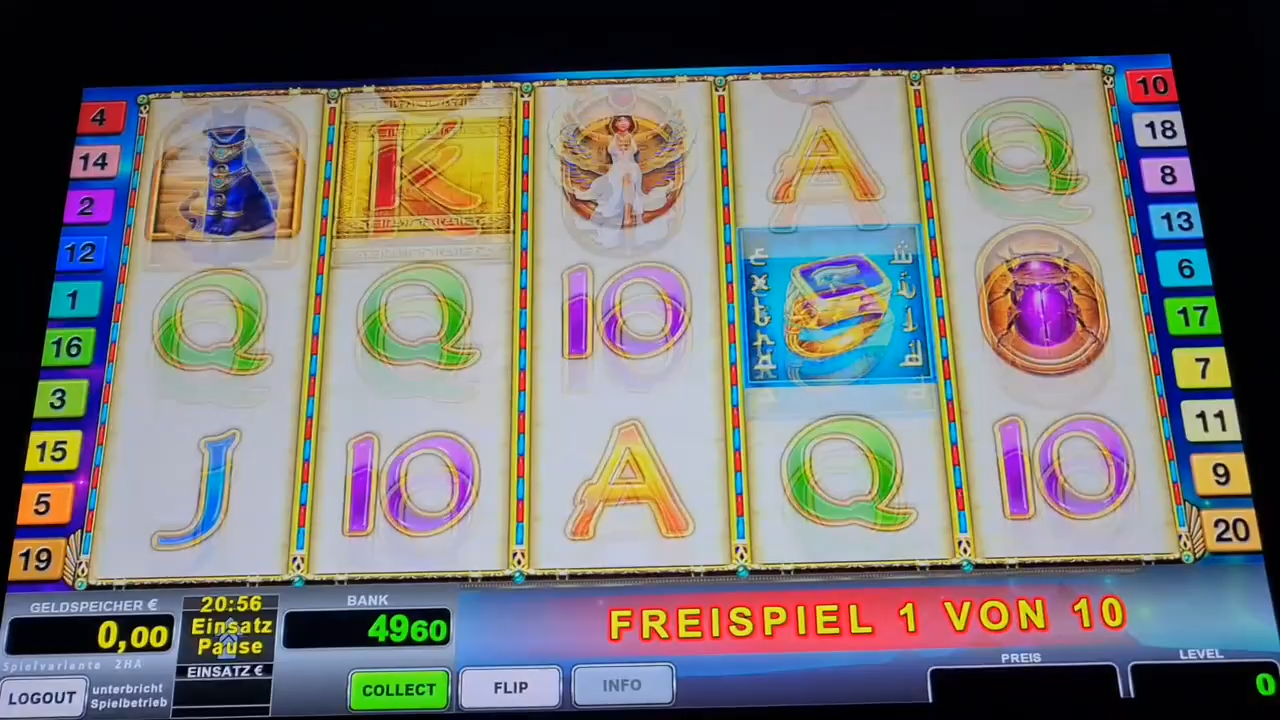 4
14
2
12
1
16
3
15
5
19
K
A
Q
Q
Q
10
J
10
A
Q
10
10
18
8
13
6
17
7
11
9
20
GELDSPEICHER €
0,00
Spielvariante 2HA
LOGOUT
unterbricht
Spielbetrieb
20:56
Einsatz
Pause
EINSATZ €
BANK
4960
COLLECT
FLIP
INFO
FREISPIEL 1 VON 10
PREIS
LEVEL
0